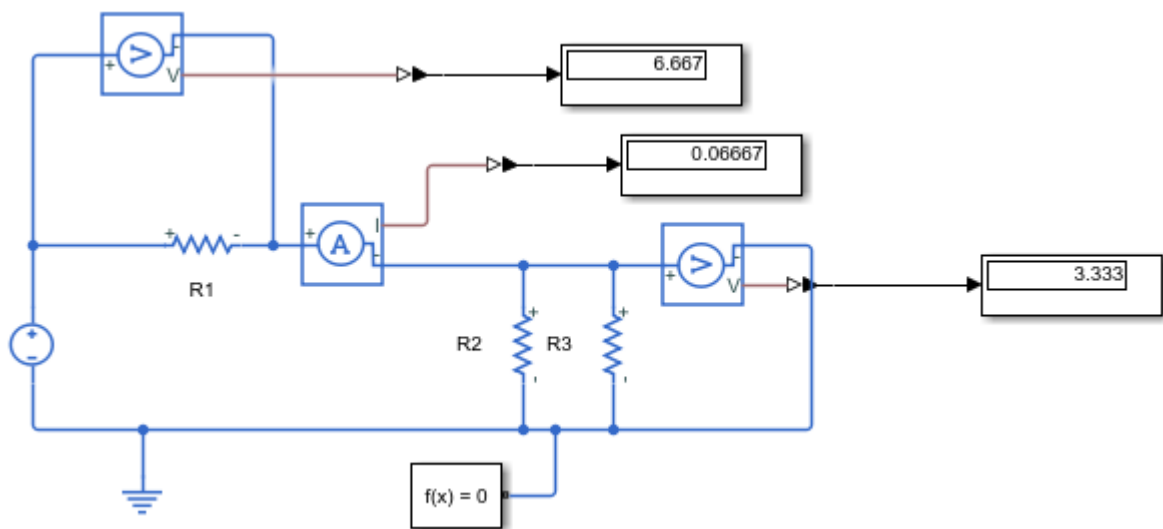 +
V
-
V
6.667
0.06667
+
-
R1
+
A
I
-
+
V
-
V
3.333
+
-
R2
+
-
R3
+
-
f(x) = 0